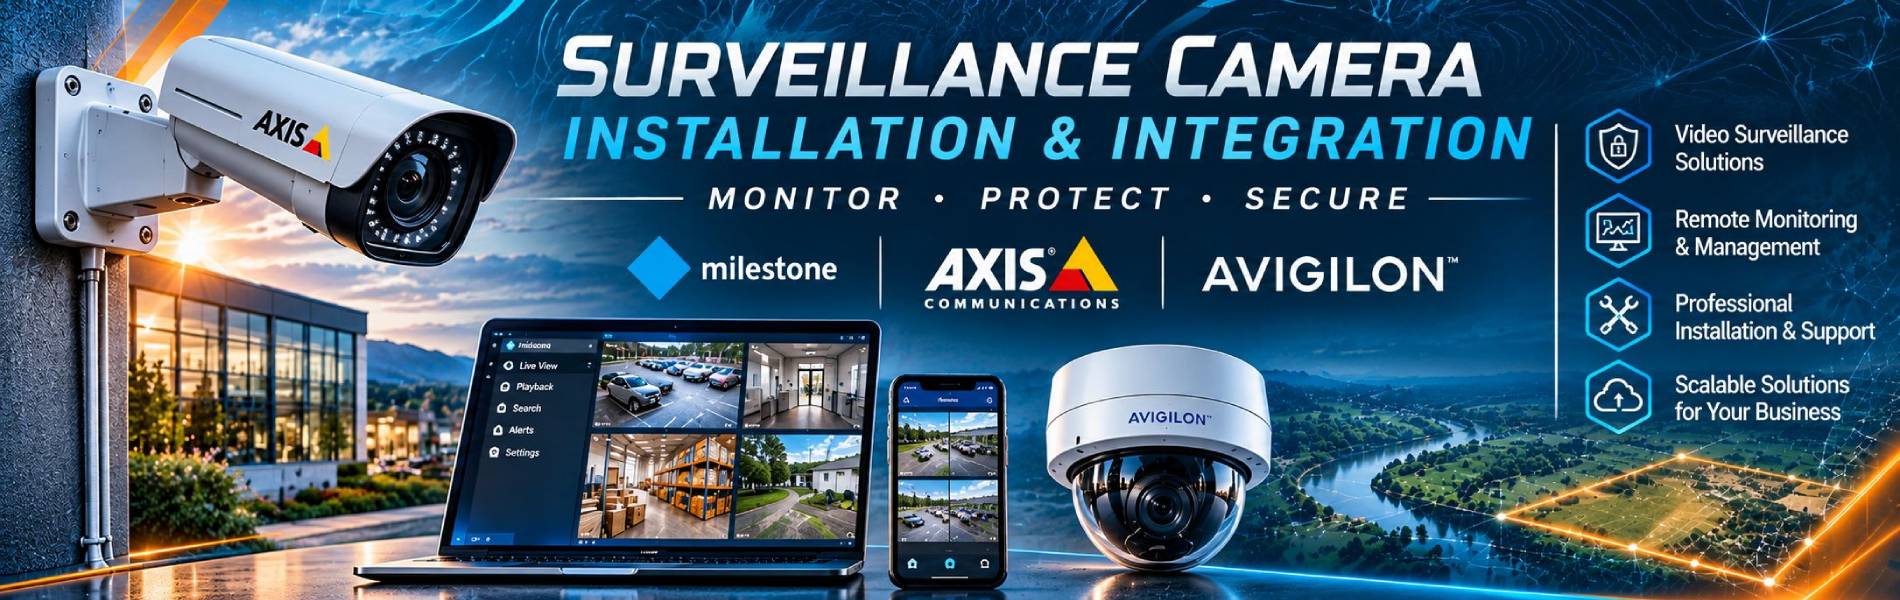 SURVEILLANCE CAMERA
INSTALLATION & INTEGRATION
MONITOR • PROTECT • SECURE
milestone
AXIS®
COMMUNICATIONS
AVIGILON™
AXIS
Video Surveillance
Solutions
Remote Monitoring
& Management
Professional
Installation & Support
Scalable Solutions
for Your Business
Live View
Playback
Search
Alerts
Settings
AVIGILON™